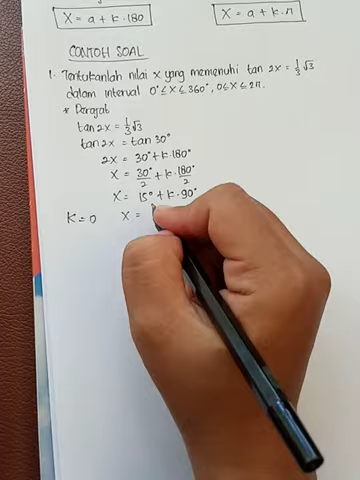 X = a + k · 180
X = a + k · π
CONTOH SOAL
1. Tentukanlah nilai x yang memenuhi tan 2x = 1/3 √3
dalam interval 0° ≤ x ≤ 360°, 0 ≤ x ≤ 2π.
* Derajat
tan 2x = 1/3 √3
tan 2x = tan 30°
2x = 30° + k · 180°
x = 30°/2 + k · 180°/2
x = 15° + k · 90°
k = 0 x =